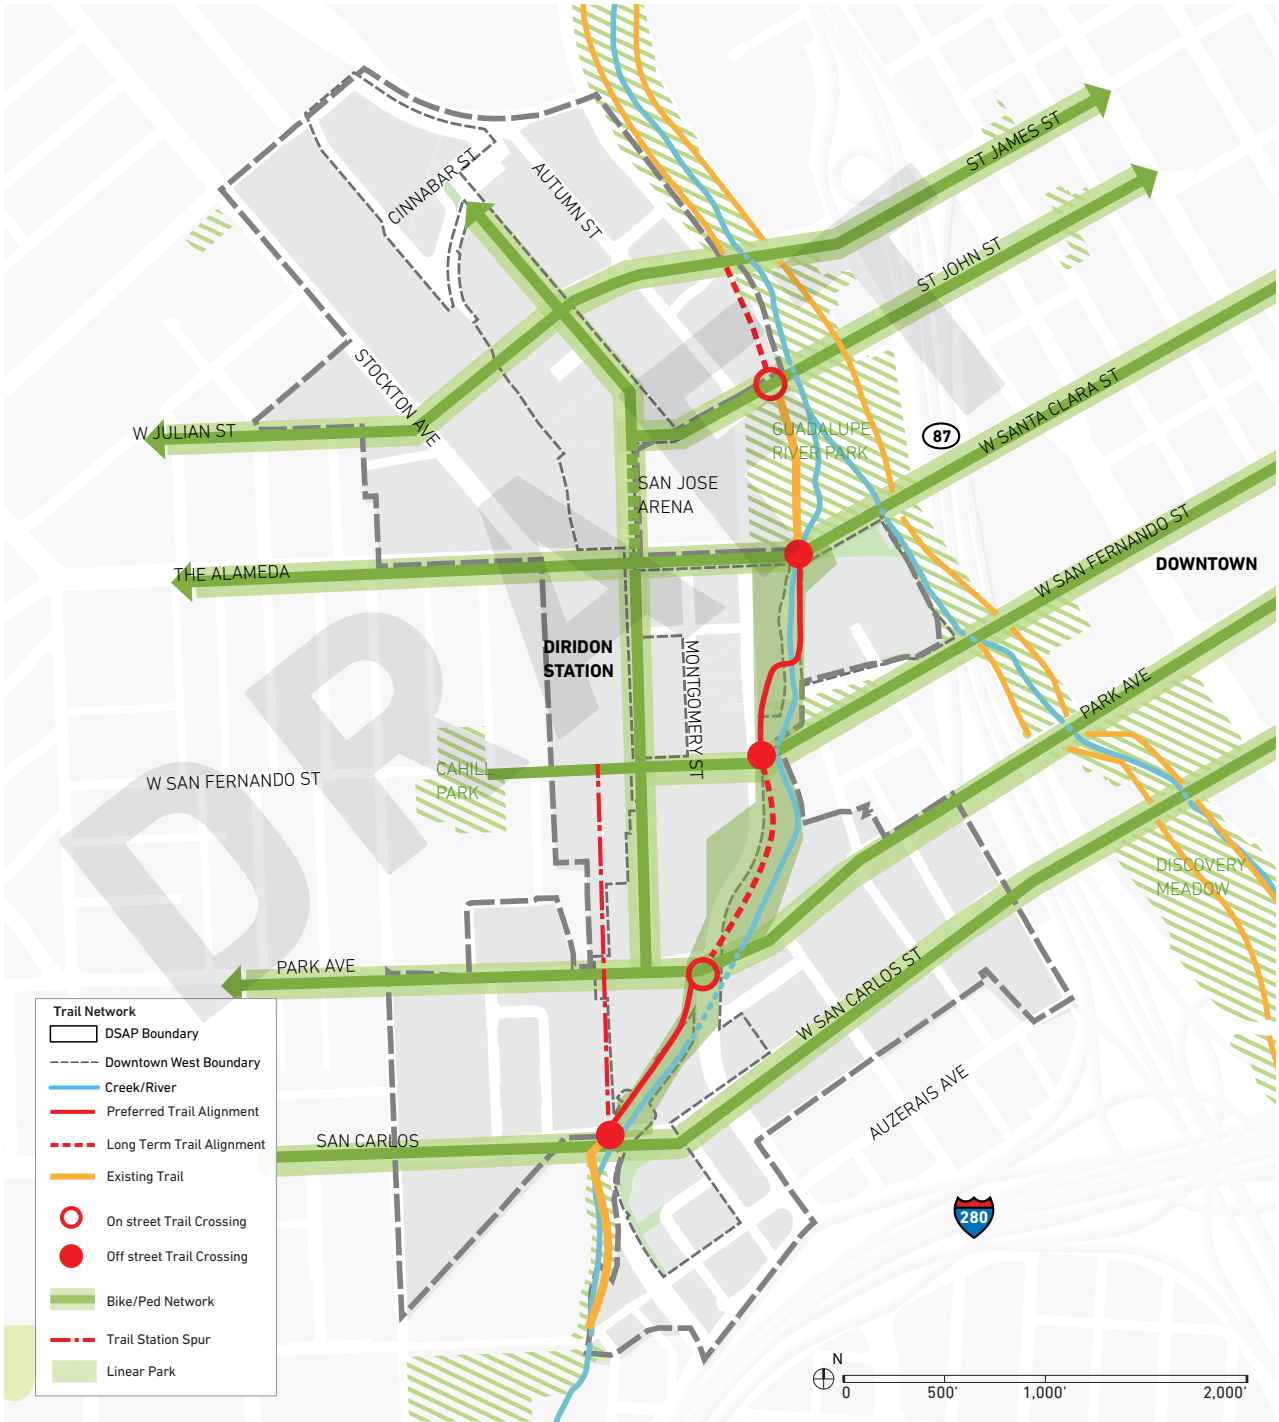 ST JAMES ST
CINNABAR ST
AUTUMN ST
ST JOHN ST
STOCKTON AVE
W JULIAN ST
W SANTA CLARA ST
GUADALUPE
RIVER PARK
87
SAN JOSE
ARENA
W SAN FERNANDO ST
THE ALAMEDA
DOWNTOWN
DIRIDON
STATION
MONTGOMERY ST
PARK AVE
CAHILL
PARK
W SAN FERNANDO ST
DISCOVERY
MEADOW
PARK AVE
W SAN CARLOS ST
AUZERAIS AVE
SAN CARLOS
280
DRAFT
Trail Network
DSAP Boundary
Downtown West Boundary
Creek/River
Preferred Trail Alignment
Long Term Trail Alignment
Existing Trail
On street Trail Crossing
Off street Trail Crossing
Bike/Ped Network
Trail Station Spur
Linear Park
N
0 500' 1,000' 2,000'